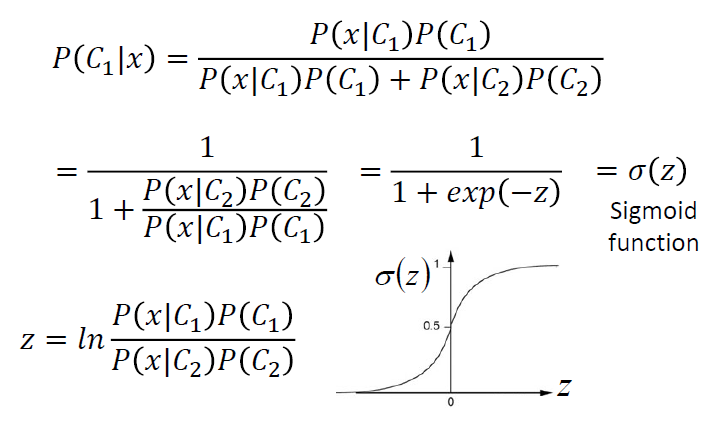 P(C₁|x) = P(x|C₁)P(C₁) / P(x|C₁)P(C₁) + P(x|C₂)P(C₂)
= 1 / 1 + P(x|C₂)P(C₂) / P(x|C₁)P(C₁) = 1 / 1 + exp(−z) = σ(z)
Sigmoid
function
z = ln P(x|C₁)P(C₁) / P(x|C₂)P(C₂)
σ(z) 1
0.5
z
0